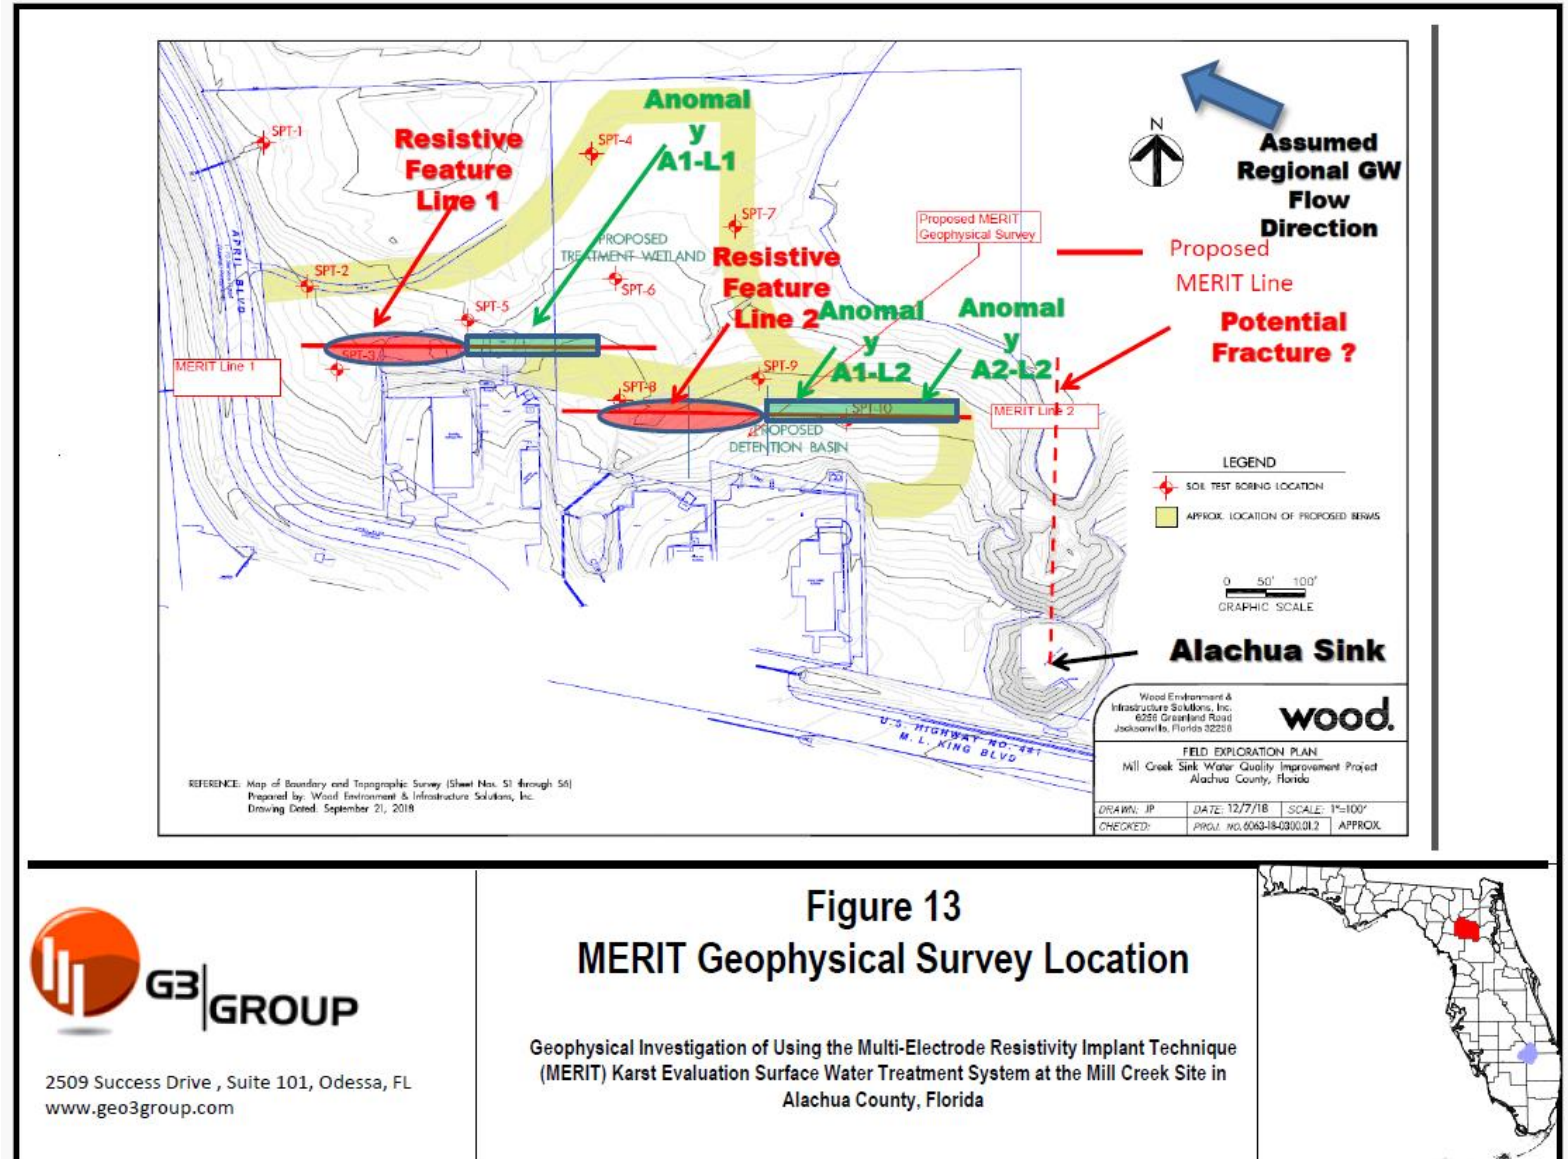 SPT-1
Resistive
Feature
Line 1
Anomal
y
A1-L1
SPT-4
N
Assumed
Regional GW
Flow
Direction
APRIL BLVD
SPT-2
SPT-5
PROPOSED
TREATMENT WETLAND
SPT-6
SPT-7
Resistive
Feature
Line 2
Proposed MERIT
Geophysical Survey
Proposed
MERIT Line
Anomal
y
A1-L2
Anomal
y
A2-L2
Potential
Fracture ?
MERIT Line 1
SPT-3
SPT-8
SPT-9
SPT-10
MERIT Line 2
PROPOSED
DETENTION BASIN
LEGEND
SOIL TEST BORING LOCATION
APPROX. LOCATION OF PROPOSED BERMS
0 50' 100'
GRAPHIC SCALE
Alachua Sink
U.S. HIGHWAY NO. 441
M. L. KING BLVD
REFERENCE: Map of Boundary and Topographic Survey (Sheet Nos. S1 through S6)
Prepared by: Wood Environment & Infrastructure Solutions, Inc.
Drawing Dated: September 21, 2018
Wood Environment &
Infrastructure Solutions, Inc.
6256 Greenland Road
Jacksonville, Florida 32258
wood.
FIELD EXPLORATION PLAN
Mill Creek Sink Water Quality Improvement Project
Alachua County, Florida
DRAWN: JP DATE: 12/7/18 SCALE: 1"=100'
CHECKED: PROJ. NO. 6063-18-0300.01.2 APPROX.
G3 GROUP
2509 Success Drive , Suite 101, Odessa, FL
www.geo3group.com
Figure 13
MERIT Geophysical Survey Location
Geophysical Investigation of Using the Multi-Electrode Resistivity Implant Technique
(MERIT) Karst Evaluation Surface Water Treatment System at the Mill Creek Site in
Alachua County, Florida